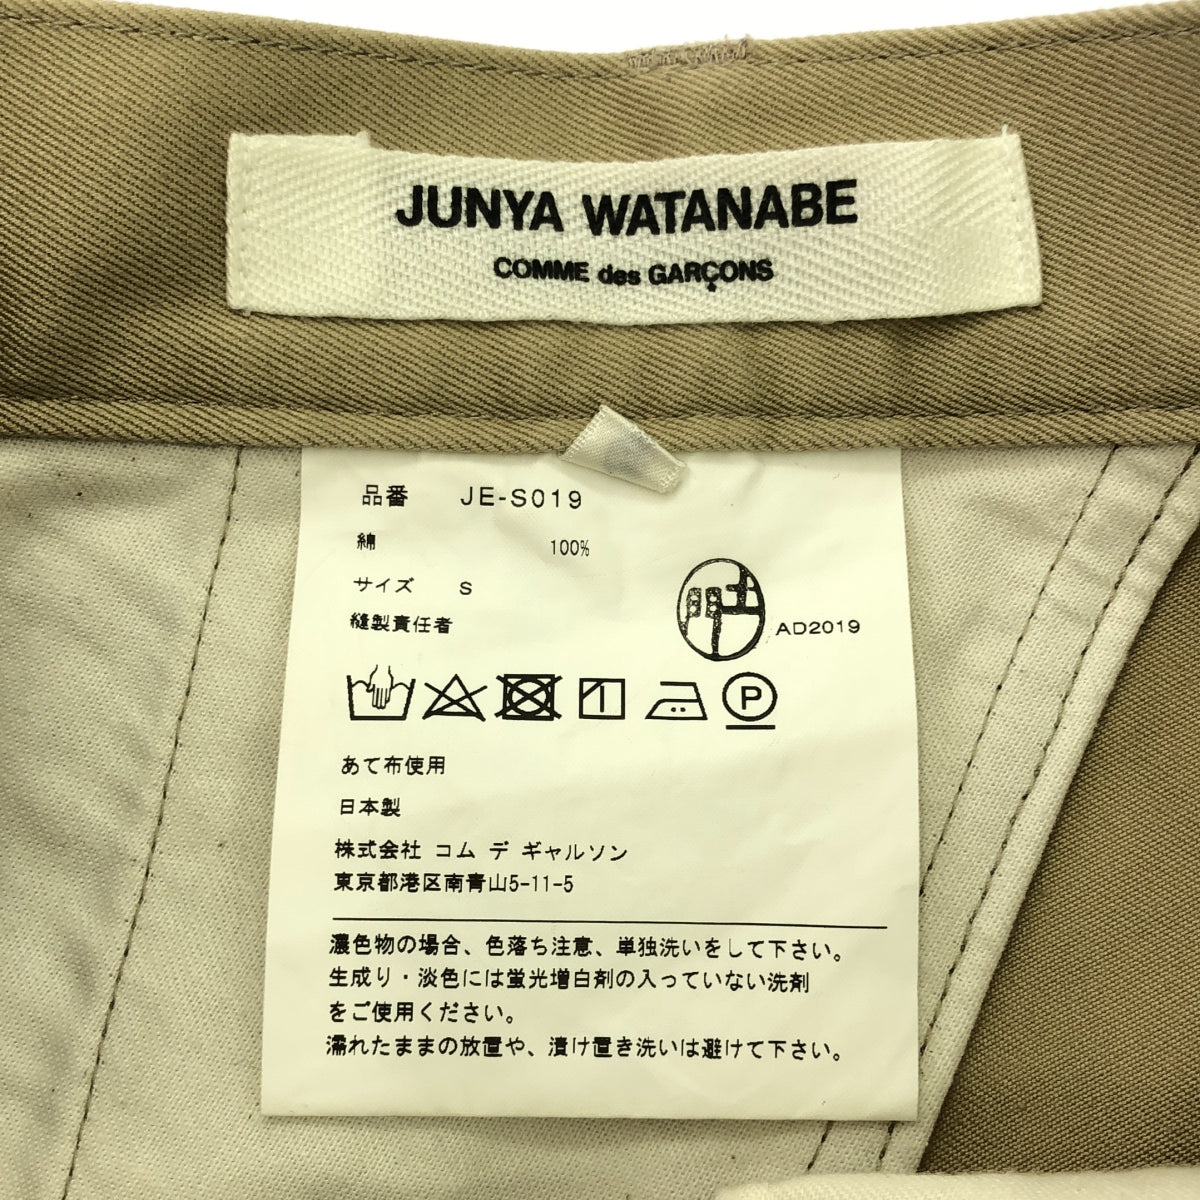 JUNYA WATANABE
COMME des GARÇONS
品番 JE-S019
綿 100%
サイズ S
縫製責任者
AD2019
P
あて布使用
日本製
株式会社 コム デ ギャルソン
東京都港区南青山5-11-5
濃色物の場合、色落ち注意、単独洗いをして下さい。
生成り・淡色には蛍光増白剤の入っていない洗剤
をご使用ください。
濡れたままの放置や、漬け置き洗いは避けて下さい。